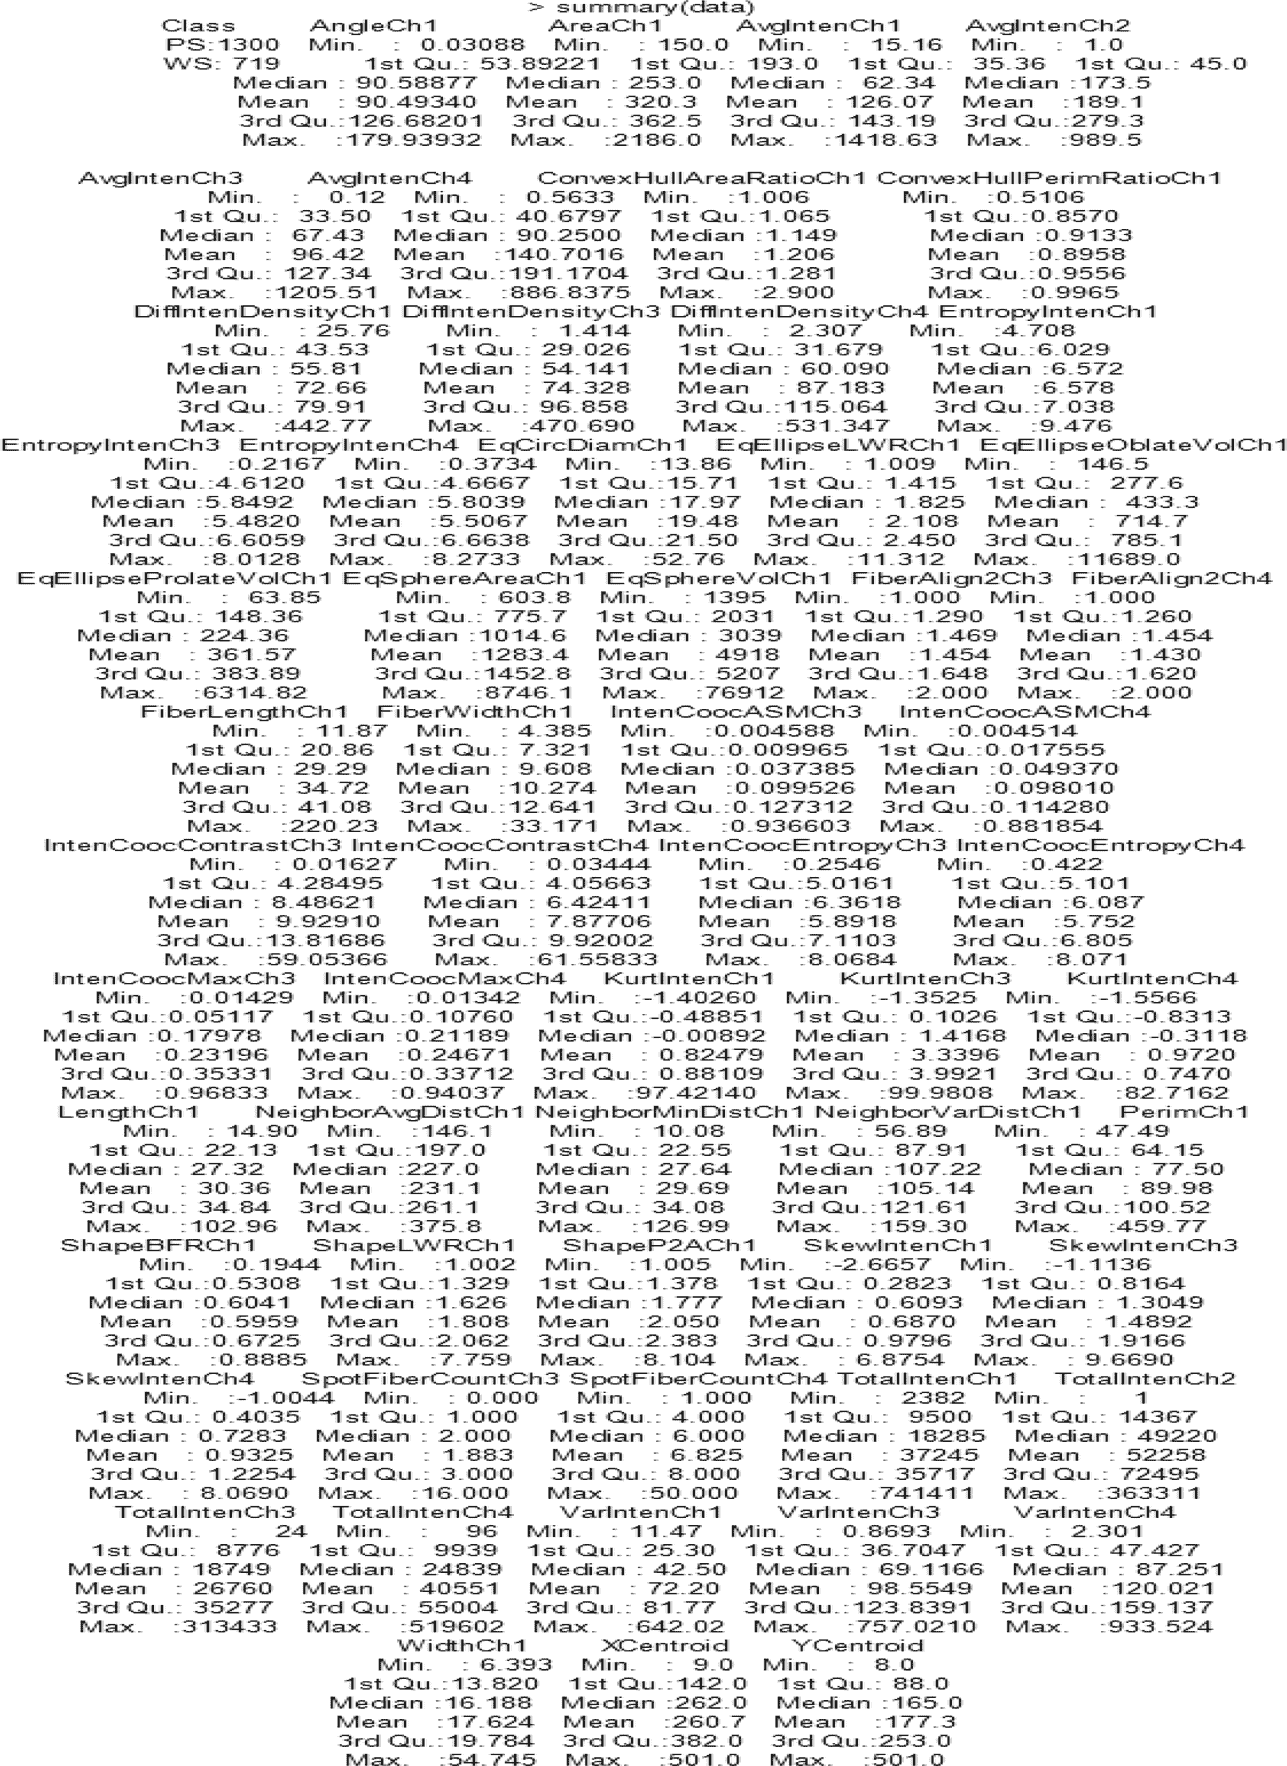 > summary(data)
Class AngleCh1 AreaCh1 AvgIntenCh1 AvgIntenCh2
PS:1300 Min. : 0.03088 Min. : 150.0 Min. : 15.16 Min. : 1.0
WS: 719 1st Qu.: 53.89221 1st Qu.: 193.0 1st Qu.: 35.36 1st Qu.: 45.0
Median : 90.58877 Median : 253.0 Median : 62.34 Median :173.5
Mean : 90.49340 Mean : 320.3 Mean : 126.07 Mean :189.1
3rd Qu.:126.68201 3rd Qu.: 362.5 3rd Qu.: 143.19 3rd Qu.:279.3
Max. :179.93932 Max. :2186.0 Max. :1418.63 Max. :989.5
AvgIntenCh3 AvgIntenCh4 ConvexHullAreaRatioCh1 ConvexHullPerimRatioCh1
Min. : 0.12 Min. : 0.5633 Min. :1.006 Min. :0.5106
1st Qu.: 33.50 1st Qu.: 40.6797 1st Qu.:1.065 1st Qu.:0.8570
Median : 67.43 Median : 90.2500 Median :1.149 Median :0.9133
Mean : 96.42 Mean :140.7016 Mean :1.206 Mean :0.8958
3rd Qu.: 127.34 3rd Qu.:191.1704 3rd Qu.:1.281 3rd Qu.:0.9556
Max. :1205.51 Max. :886.8375 Max. :2.900 Max. :0.9965
DiffIntenDensityCh1 DiffIntenDensityCh3 DiffIntenDensityCh4 EntropyIntenCh1
Min. : 25.76 Min. : 1.414 Min. : 2.307 Min. :4.708
1st Qu.: 43.53 1st Qu.: 29.026 1st Qu.: 31.679 1st Qu.:6.029
Median : 55.81 Median : 54.141 Median : 60.090 Median :6.572
Mean : 72.66 Mean : 74.328 Mean : 87.183 Mean :6.578
3rd Qu.: 79.91 3rd Qu.: 96.858 3rd Qu.:115.064 3rd Qu.:7.038
Max. :442.77 Max. :470.690 Max. :531.347 Max. :9.476
EntropyIntenCh3 EntropyIntenCh4 EqCircDiamCh1 EqEllipseLWRCh1 EqEllipseOblateVolCh1
Min. :0.2167 Min. :0.3734 Min. :13.86 Min. : 1.009 Min. : 146.5
1st Qu.:4.6120 1st Qu.:4.6667 1st Qu.:15.71 1st Qu.: 1.415 1st Qu.: 277.6
Median :5.8492 Median :5.8039 Median :17.97 Median : 1.825 Median : 433.3
Mean :5.4820 Mean :5.5067 Mean :19.48 Mean : 2.108 Mean : 714.7
3rd Qu.:6.6059 3rd Qu.:6.6638 3rd Qu.:21.50 3rd Qu.: 2.450 3rd Qu.: 785.1
Max. :8.0128 Max. :8.2733 Max. :52.76 Max. :11.312 Max. :11689.0
EqEllipseProlateVolCh1 EqSphereAreaCh1 EqSphereVolCh1 FiberAlign2Ch3 FiberAlign2Ch4
Min. : 63.85 Min. : 603.8 Min. : 1395 Min. :1.000 Min. :1.000
1st Qu.: 148.36 1st Qu.: 775.7 1st Qu.: 2031 1st Qu.:1.290 1st Qu.:1.260
Median : 224.36 Median :1014.6 Median : 3039 Median :1.469 Median :1.454
Mean : 361.57 Mean :1283.4 Mean : 4918 Mean :1.454 Mean :1.430
3rd Qu.: 383.89 3rd Qu.:1452.8 3rd Qu.: 5207 3rd Qu.:1.648 3rd Qu.:1.620
Max. :6314.82 Max. :8746.1 Max. :76912 Max. :2.000 Max. :2.000
FiberLengthCh1 FiberWidthCh1 IntenCoocASMCh3 IntenCoocASMCh4
Min. : 11.87 Min. : 4.385 Min. :0.004588 Min. :0.004514
1st Qu.: 20.86 1st Qu.: 7.321 1st Qu.:0.009965 1st Qu.:0.017555
Median : 29.29 Median : 9.608 Median :0.037385 Median :0.049370
Mean : 34.72 Mean :10.274 Mean :0.099526 Mean :0.098010
3rd Qu.: 41.08 3rd Qu.:12.641 3rd Qu.:0.127312 3rd Qu.:0.114280
Max. :220.23 Max. :33.171 Max. :0.936603 Max. :0.881854
IntenCoocContrastCh3 IntenCoocContrastCh4 IntenCoocEntropyCh3 IntenCoocEntropyCh4
Min. : 0.01627 Min. : 0.03444 Min. :0.2546 Min. :0.422
1st Qu.: 4.28495 1st Qu.: 4.05663 1st Qu.:5.0161 1st Qu.:5.101
Median : 8.48621 Median : 6.42411 Median :6.3618 Median :6.087
Mean : 9.92910 Mean : 7.87706 Mean :5.8918 Mean :5.752
3rd Qu.:13.81686 3rd Qu.: 9.92002 3rd Qu.:7.1103 3rd Qu.:6.805
Max. :59.05366 Max. :61.55833 Max. :8.0684 Max. :8.071
IntenCoocMaxCh3 IntenCoocMaxCh4 KurtIntenCh1 KurtIntenCh3 KurtIntenCh4
Min. :0.01429 Min. :0.01342 Min. :-1.40260 Min. :-1.3525 Min. :-1.5566
1st Qu.:0.05117 1st Qu.:0.10760 1st Qu.:-0.48851 1st Qu.: 0.1026 1st Qu.:-0.8313
Median :0.17978 Median :0.21189 Median :-0.00892 Median : 1.4168 Median :-0.3118
Mean :0.23196 Mean :0.24671 Mean : 0.82479 Mean : 3.3396 Mean : 0.9720
3rd Qu.:0.35331 3rd Qu.:0.33712 3rd Qu.: 0.88109 3rd Qu.: 3.9921 3rd Qu.: 0.7470
Max. :0.96833 Max. :0.94037 Max. :97.42140 Max. :99.9808 Max. :82.7162
LengthCh1 NeighborAvgDistCh1 NeighborMinDistCh1 NeighborVarDistCh1 PerimCh1
Min. : 14.90 Min. :146.1 Min. : 10.08 Min. : 56.89 Min. : 47.49
1st Qu.: 22.13 1st Qu.:197.0 1st Qu.: 22.55 1st Qu.: 87.91 1st Qu.: 64.15
Median : 27.32 Median :227.0 Median : 27.64 Median :107.22 Median : 77.50
Mean : 30.36 Mean :231.1 Mean : 29.69 Mean :105.14 Mean : 89.98
3rd Qu.: 34.84 3rd Qu.:261.1 3rd Qu.: 34.08 3rd Qu.:121.61 3rd Qu.:100.52
Max. :102.96 Max. :375.8 Max. :126.99 Max. :159.30 Max. :459.77
ShapeBFRCh1 ShapeLWRCh1 ShapeP2ACh1 SkewIntenCh1 SkewIntenCh3
Min. :0.1944 Min. :1.002 Min. :1.005 Min. :-2.6657 Min. :-1.1136
1st Qu.:0.5308 1st Qu.:1.329 1st Qu.:1.378 1st Qu.: 0.2823 1st Qu.: 0.8164
Median :0.6041 Median :1.626 Median :1.777 Median : 0.6093 Median : 1.3049
Mean :0.5959 Mean :1.808 Mean :2.050 Mean : 0.6870 Mean : 1.4892
3rd Qu.:0.6725 3rd Qu.:2.062 3rd Qu.:2.383 3rd Qu.: 0.9796 3rd Qu.: 1.9166
Max. :0.8885 Max. :7.759 Max. :8.104 Max. : 6.8754 Max. : 9.6690
SkewIntenCh4 SpotFiberCountCh3 SpotFiberCountCh4 TotalIntenCh1 TotalIntenCh2
Min. :-1.0044 Min. : 0.000 Min. : 1.000 Min. : 2382 Min. : 1
1st Qu.: 0.4035 1st Qu.: 1.000 1st Qu.: 4.000 1st Qu.: 9500 1st Qu.: 14367
Median : 0.7283 Median : 2.000 Median : 6.000 Median : 18285 Median : 49220
Mean : 0.9325 Mean : 1.883 Mean : 6.825 Mean : 37245 Mean : 52258
3rd Qu.: 1.2254 3rd Qu.: 3.000 3rd Qu.: 8.000 3rd Qu.: 35717 3rd Qu.: 72495
Max. : 8.0690 Max. :16.000 Max. :50.000 Max. :741411 Max. :363311
TotalIntenCh3 TotalIntenCh4 VarIntenCh1 VarIntenCh3 VarIntenCh4
Min. : 24 Min. : 96 Min. : 11.47 Min. : 0.8693 Min. : 2.301
1st Qu.: 8776 1st Qu.: 9939 1st Qu.: 25.30 1st Qu.: 36.7047 1st Qu.: 47.427
Median : 18749 Median : 24839 Median : 42.50 Median : 69.1166 Median : 87.251
Mean : 26760 Mean : 40551 Mean : 72.20 Mean : 98.5549 Mean :120.021
3rd Qu.: 35277 3rd Qu.: 55004 3rd Qu.: 81.77 3rd Qu.:123.8391 3rd Qu.:159.137
Max. :313433 Max. :519602 Max. :642.02 Max. :757.0210 Max. :933.524
WidthCh1 XCentroid YCentroid
Min. : 6.393 Min. : 9.0 Min. : 8.0
1st Qu.:13.820 1st Qu.:142.0 1st Qu.: 88.0
Median :16.188 Median :262.0 Median :165.0
Mean :17.624 Mean :260.7 Mean :177.3
3rd Qu.:19.784 3rd Qu.:382.0 3rd Qu.:253.0
Max. :54.745 Max. :501.0 Max. :501.0